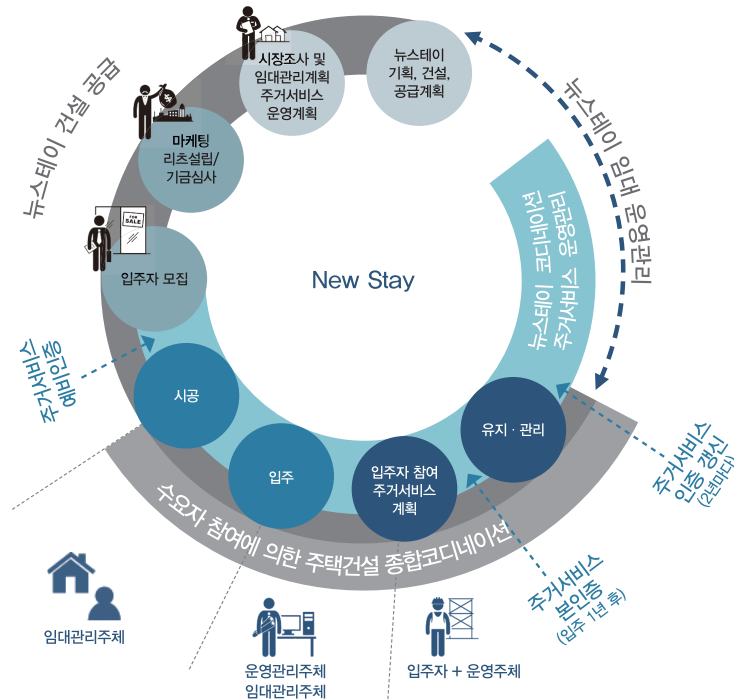 뉴스테이 건설 공급
시장조사 및
임대관리계획
주거서비스
운영계획
뉴스테이
기획, 건설,
공급계획
뉴스테이 임대 운영관리
마케팅
리츠설립/
기금심사
FOR
SALE
입주자 모집
New Stay
뉴스테이 코디네이션
주거서비스 운영관리
주거서비스
예비인증
시공
입주
입주자 참여
주거서비스
계획
유지 · 관리
주거서비스
인증 갱신
(2년마다)
수요자 참여에 의한 주택건설 종합코디네이션
주거서비스
본인증
(입주 1년 후)
임대관리주체
운영관리주체
임대관리주체
입주자 + 운영주체